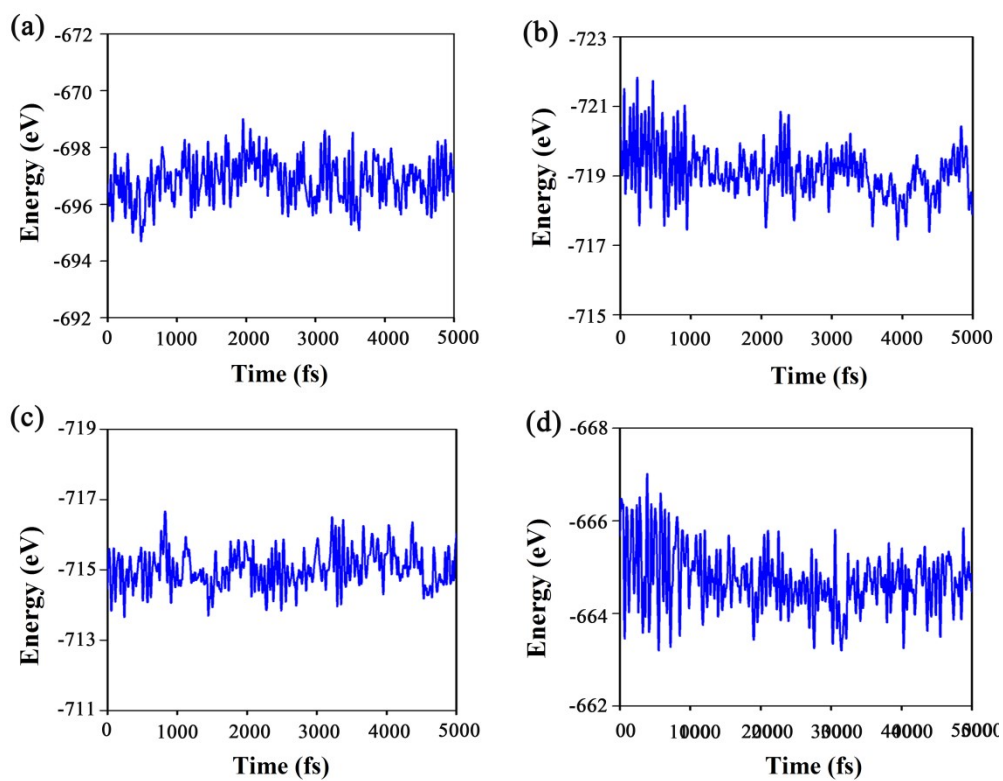 (a)
-672
-670
-698
-696
-694
-692
Energy (eV)
0 1000 2000 3000 4000 5000
Time (fs)
(b)
-723
-721
-719
-717
-715
Energy (eV)
0 1000 2000 3000 4000 5000
Time (fs)
(c)
-719
-717
-715
-713
-711
Energy (eV)
0 1000 2000 3000 4000 5000
Time (fs)
(d)
-668
-666
-664
-662
Energy (eV)
00
Time (fs)